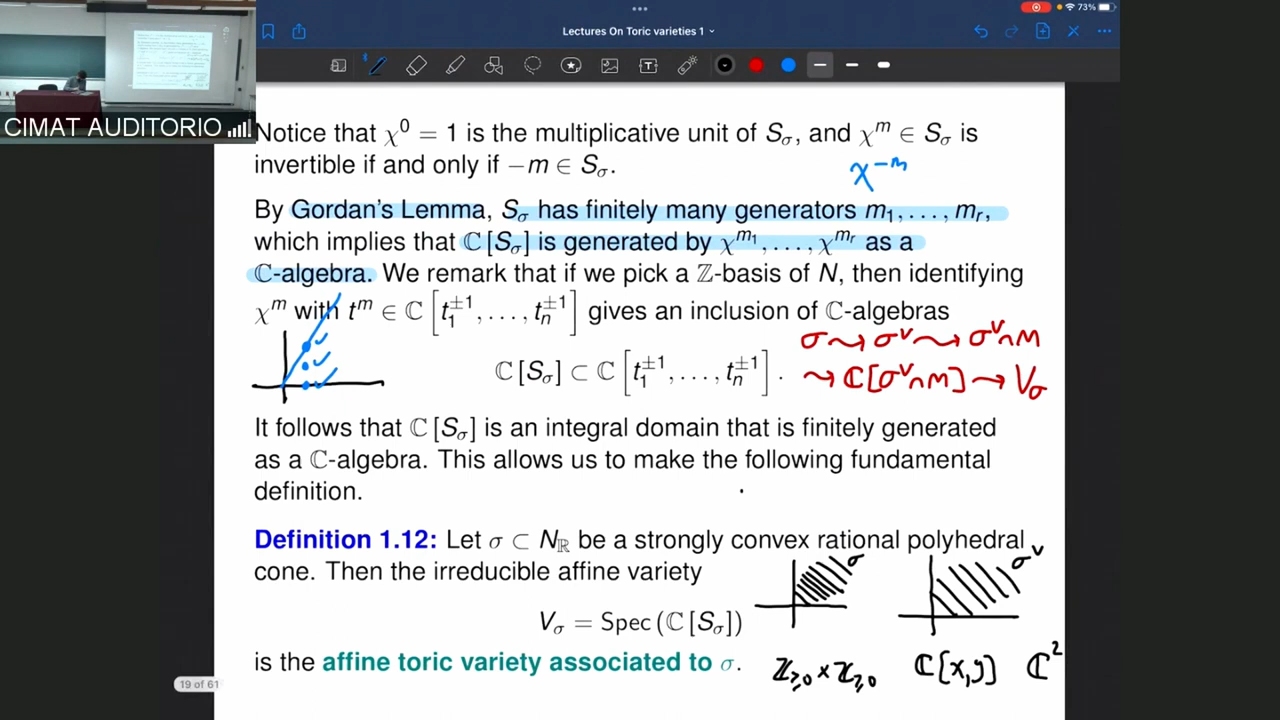 73%
Lectures On Toric varieties 1
CIMAT AUDITORIO
Notice that χ⁰ = 1 is the multiplicative unit of S_σ, and χ^m ∈ S_σ is
invertible if and only if −m ∈ S_σ.
χ^{−m}
By Gordan's Lemma, S_σ has finitely many generators m₁, . . . , m_r,
which implies that ℂ [S_σ] is generated by χ^{m₁}, . . . , χ^{m_r} as a
ℂ-algebra. We remark that if we pick a ℤ-basis of N, then identifying
χ^m with t^m ∈ ℂ [t₁^{±1}, . . . , t_n^{±1}] gives an inclusion of ℂ-algebras
ℂ [S_σ] ⊂ ℂ [t₁^{±1}, . . . , t_n^{±1}] .
σ ⇝ σ^∨ ⇝ σ^∨∩M
⇝ ℂ[σ^∨∩M] → V_σ
It follows that ℂ [S_σ] is an integral domain that is finitely generated
as a ℂ-algebra. This allows us to make the following fundamental
definition.
Definition 1.12: Let σ ⊂ N_ℝ be a strongly convex rational polyhedral
cone. Then the irreducible affine variety
σ σ^∨
V_σ = Spec (ℂ [S_σ])
is the affine toric variety associated to σ.
ℤ_{≥0} × ℤ_{≥0} ℂ[x,y] ℂ²
19 of 61